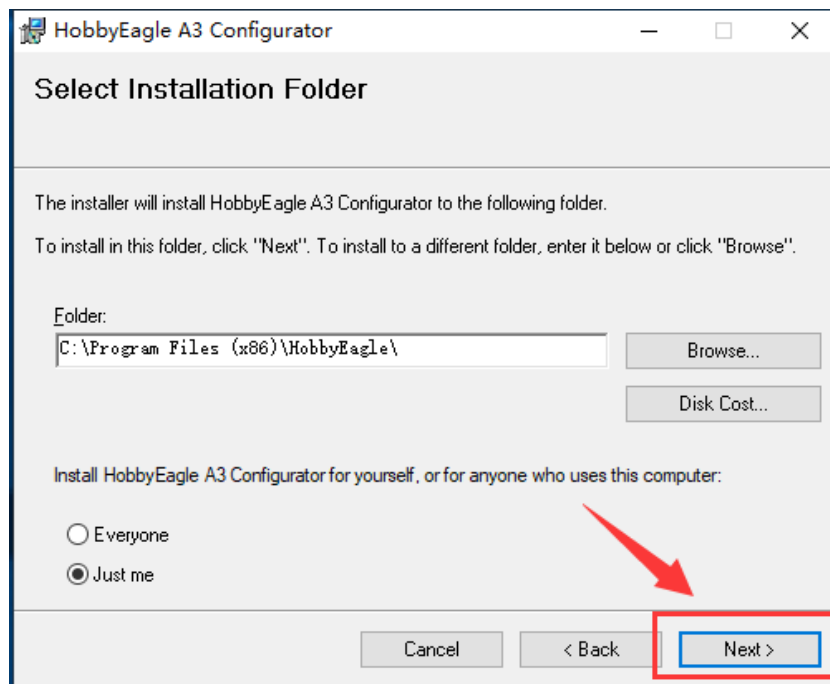 HobbyEagle A3 Configurator
Select Installation Folder
The installer will install HobbyEagle A3 Configurator to the following folder.
To install in this folder, click "Next". To install to a different folder, enter it below or click "Browse".
Folder:
C:\Program Files (x86)\HobbyEagle\
Browse...
Disk Cost...
Install HobbyEagle A3 Configurator for yourself, or for anyone who uses this computer:
Everyone
Just me
Cancel
< Back
Next >